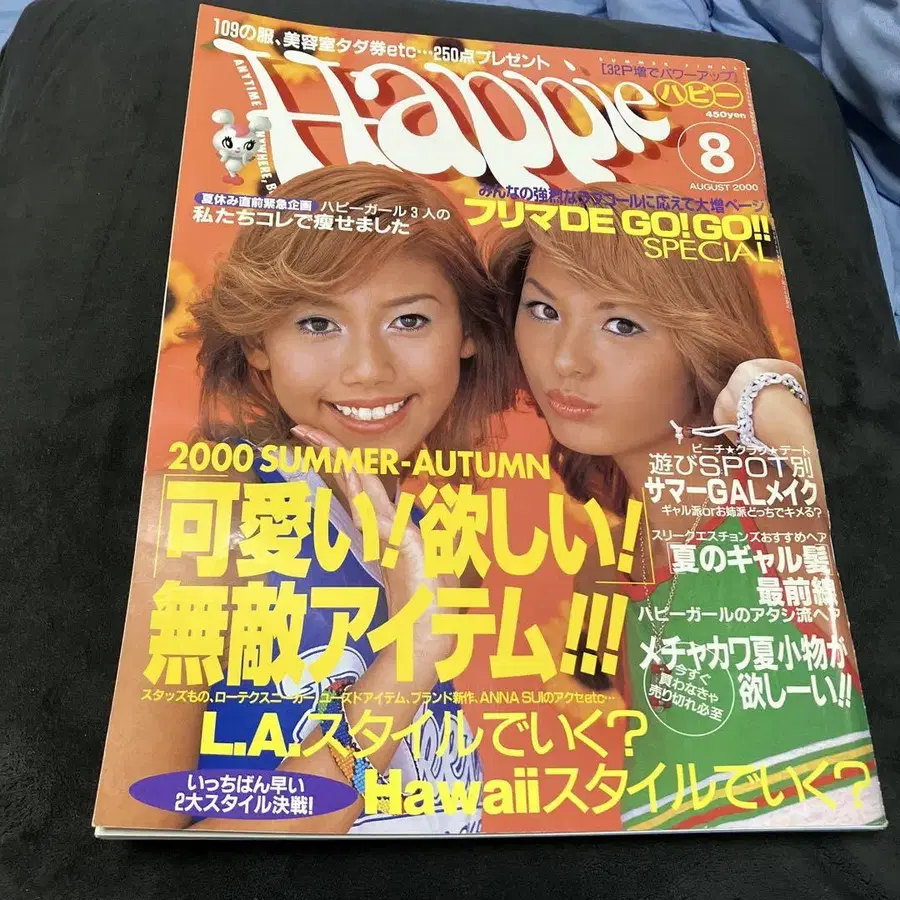 109の服、美容室タダ券etc…250点プレゼント
SUMMER FINAL
[32P増でパワーアップ]
Happie
ハピー
450yen
ANYTIME
8
AUGUST 2000
夏休み直前緊急企画
ハピーガール3人の
私たちコレで痩せました
みんなの強烈なラブコールに応えて大増ページ
フリマDE GO! GO!!
SPECIAL
2000 SUMMER-AUTUMN
「可愛い!欲しい!」
無敵アイテム!!!
スタッズもの、ローテクスニーカー、ユーズドアイテム、ブランド新作、ANNA SUIのアクセetc…
ビーチ★クラブ★デート
遊びSPOT別
サマーGALメイク
ギャル派orお姉派どっちでキメる?
スリークエスチョンズおすすめヘア
夏のギャル髪
最前線
ハピーガールのアタシ流ヘア
メチャカワ夏小物が
欲しーい!!
今すぐ
買わなきゃ
売り切れ必至
L.A.スタイルでいく?
Hawaiiスタイルでいく?
いっちばん早い
2大スタイル決戦!